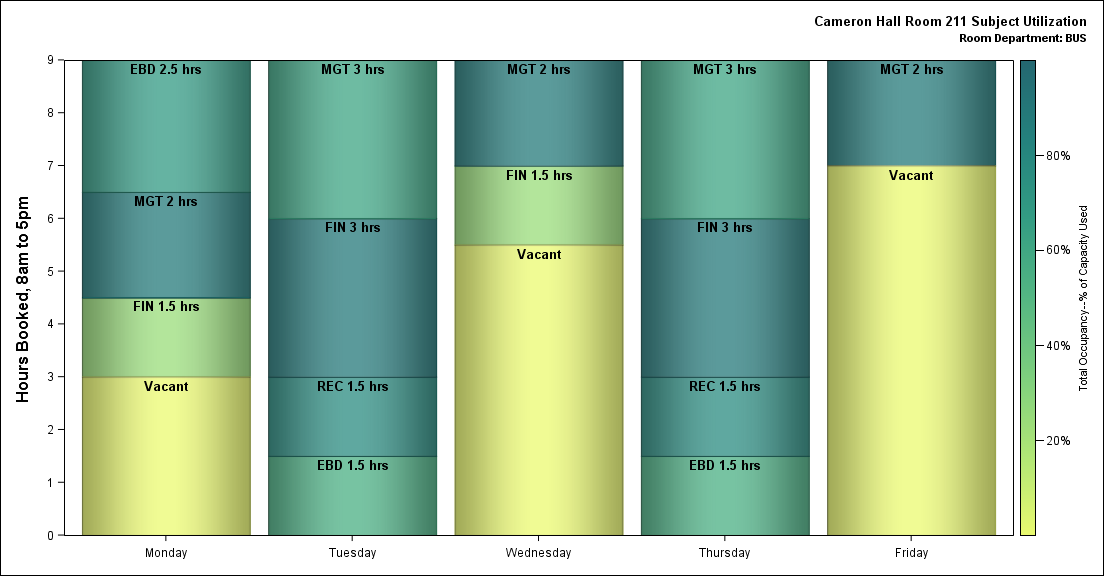 Cameron Hall Room 211 Subject Utilization
Room Department: BUS
Hours Booked, 8am to 5pm
9
8
7
6
5
4
3
2
1
0
EBD 2.5 hrs
MGT 2 hrs
FIN 1.5 hrs
Vacant
MGT 3 hrs
FIN 3 hrs
REC 1.5 hrs
EBD 1.5 hrs
MGT 2 hrs
FIN 1.5 hrs
Vacant
MGT 3 hrs
FIN 3 hrs
REC 1.5 hrs
EBD 1.5 hrs
MGT 2 hrs
Vacant
Monday Tuesday Wednesday Thursday Friday
80%
60%
40%
20%
Total Occupancy--% of Capacity Used